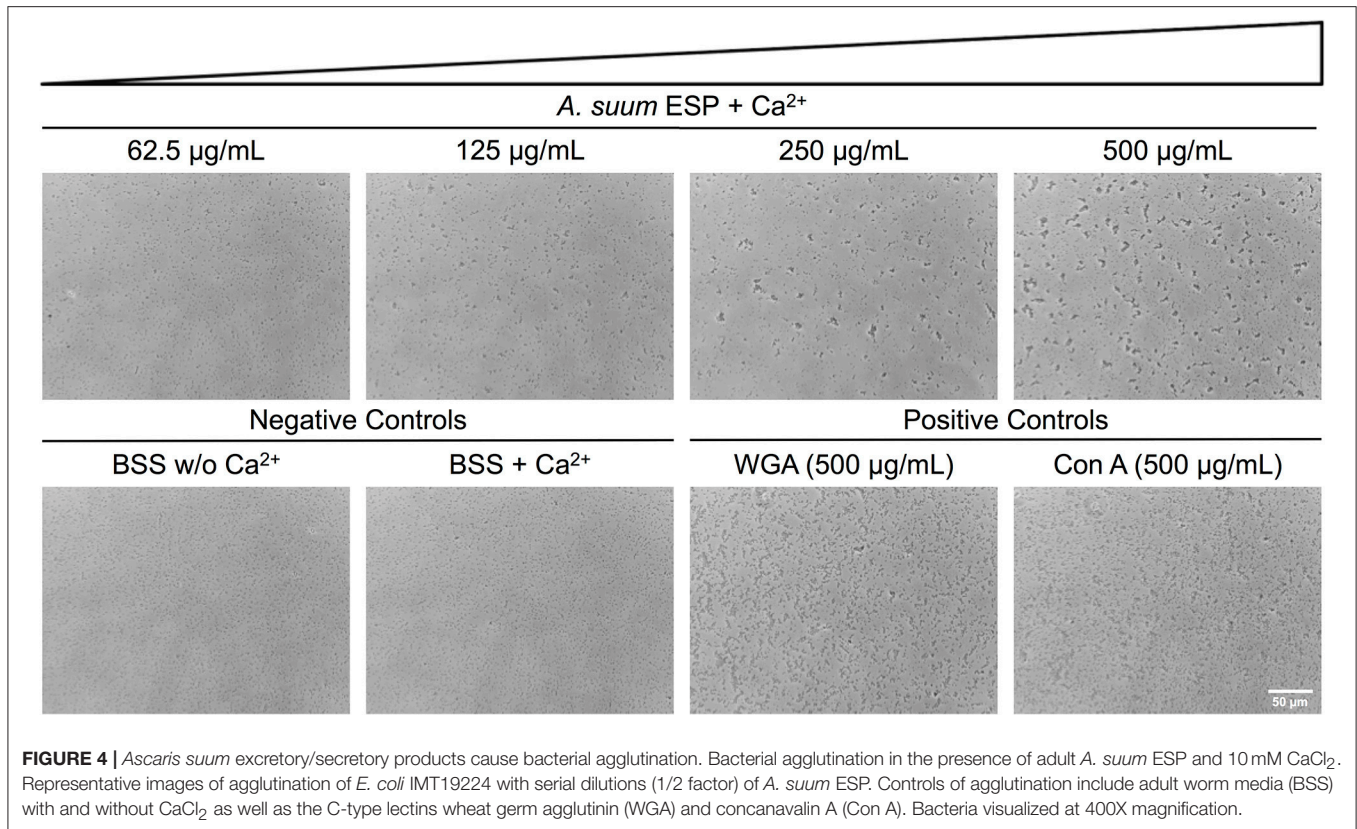 A. suum ESP + Ca²⁺
62.5 µg/mL 125 µg/mL 250 µg/mL 500 µg/mL
Negative Controls Positive Controls
BSS w/o Ca²⁺ BSS + Ca²⁺ WGA (500 µg/mL) Con A (500 µg/mL)
50 µm
FIGURE 4 | Ascaris suum excretory/secretory products cause bacterial agglutination. Bacterial agglutination in the presence of adult A. suum ESP and 10 mM CaCl₂.
Representative images of agglutination of E. coli IMT19224 with serial dilutions (1/2 factor) of A. suum ESP. Controls of agglutination include adult worm media (BSS)
with and without CaCl₂ as well as the C-type lectins wheat germ agglutinin (WGA) and concanavalin A (Con A). Bacteria visualized at 400X magnification.